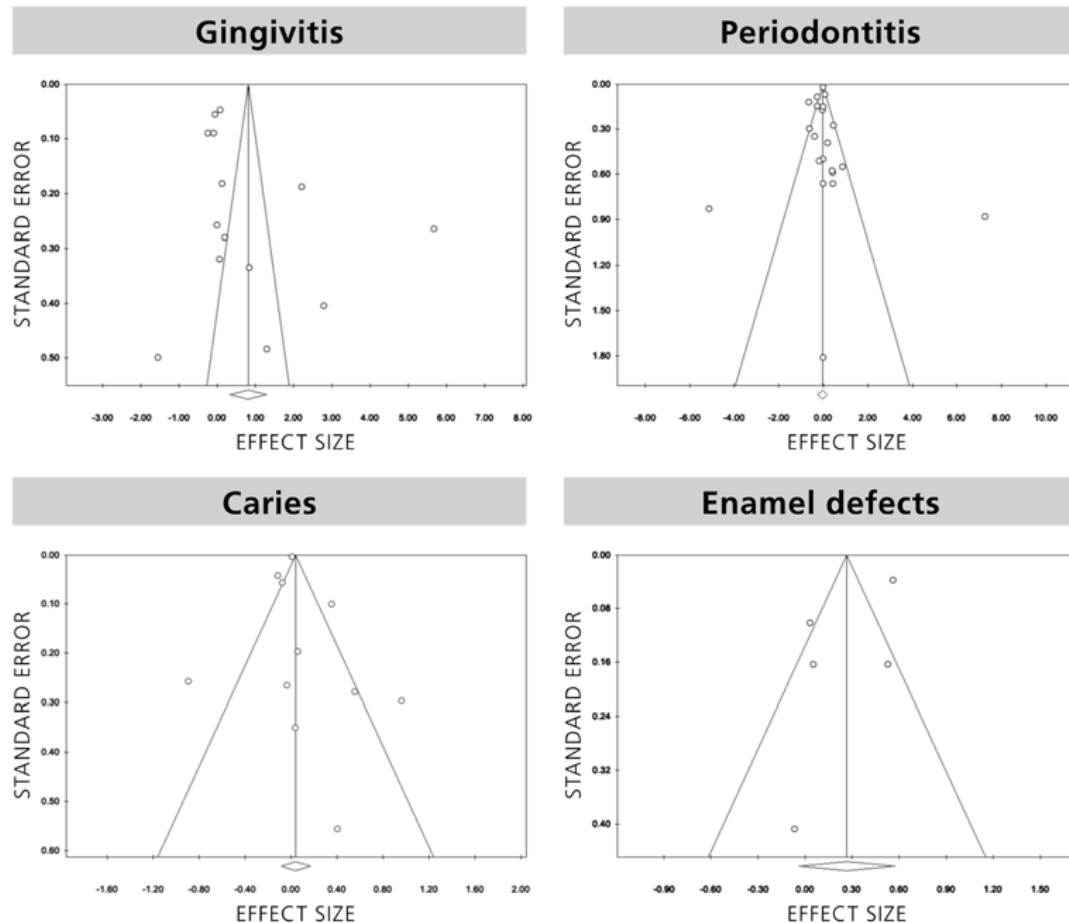 Gingivitis
0.00
0.10
0.20
0.30
0.40
0.50
STANDARD ERROR
-3.00 -2.00 -1.00 0.00 1.00 2.00 3.00 4.00 5.00 6.00 7.00 8.00
EFFECT SIZE
Periodontitis
0.00
0.30
0.60
0.90
1.20
1.50
1.80
STANDARD ERROR
-8.00 -6.00 -4.00 -2.00 0.00 2.00 4.00 6.00 8.00 10.00
EFFECT SIZE
Caries
0.00
0.10
0.20
0.30
0.40
0.50
0.60
STANDARD ERROR
-1.60 -1.20 -0.80 -0.40 0.00 0.40 0.80 1.20 1.60 2.00
EFFECT SIZE
Enamel defects
0.00
0.08
0.16
0.24
0.32
0.40
STANDARD ERROR
-0.90 -0.60 -0.30 0.00 0.30 0.60 0.90 1.20 1.50
EFFECT SIZE